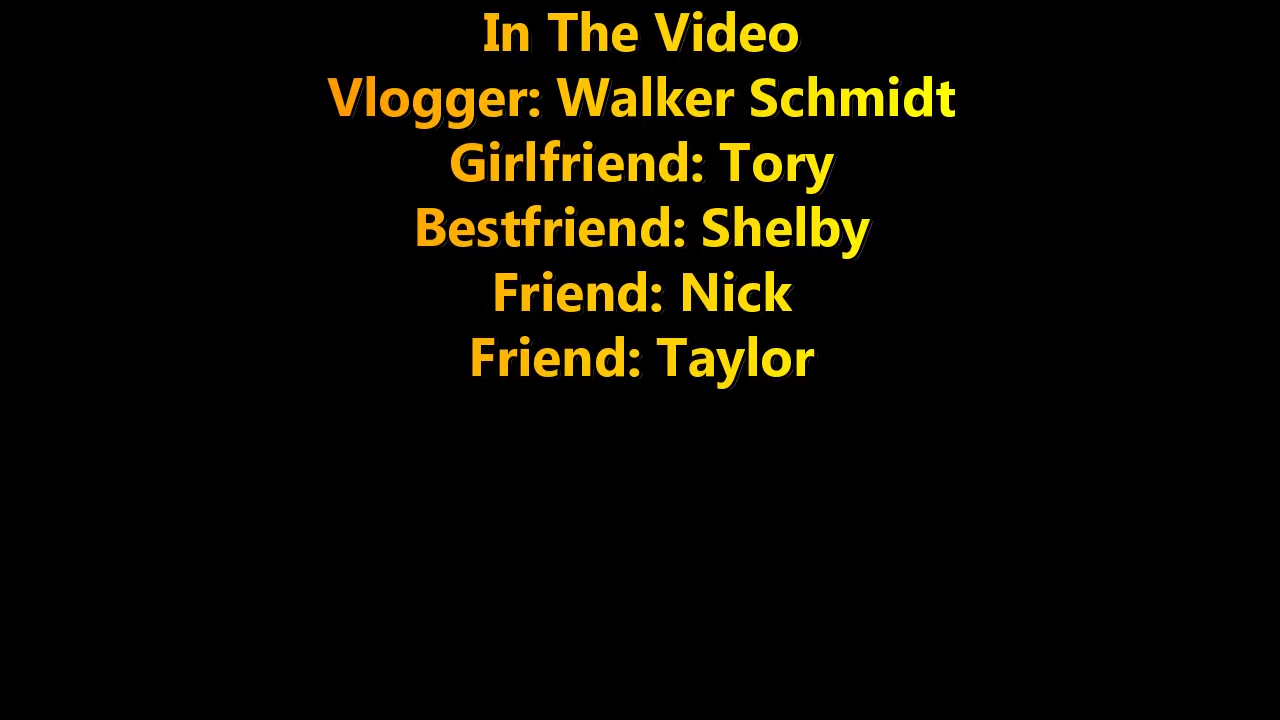 In The Video
Vlogger: Walker Schmidt
Girlfriend: Tory
Bestfriend: Shelby
Friend: Nick
Friend: Taylor